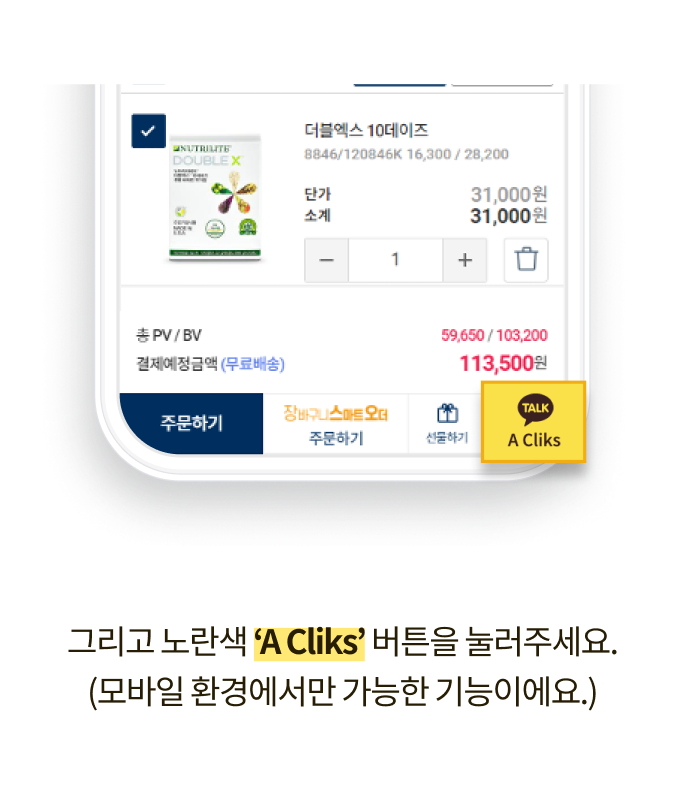 NUTRILITE
DOUBLE X
더블엑스 10데이즈
8846/120846K 16,300 / 28,200
단가 31,000원
소계 31,000원
− 1 +
총 PV / BV 59,650 / 103,200
결제예정금액 (무료배송) 113,500원
주문하기
장바구니스마트오더
주문하기
선물하기
TALK
A Cliks
그리고 노란색 ‘A Cliks’ 버튼을 눌러주세요.
(모바일 환경에서만 가능한 기능이에요.)